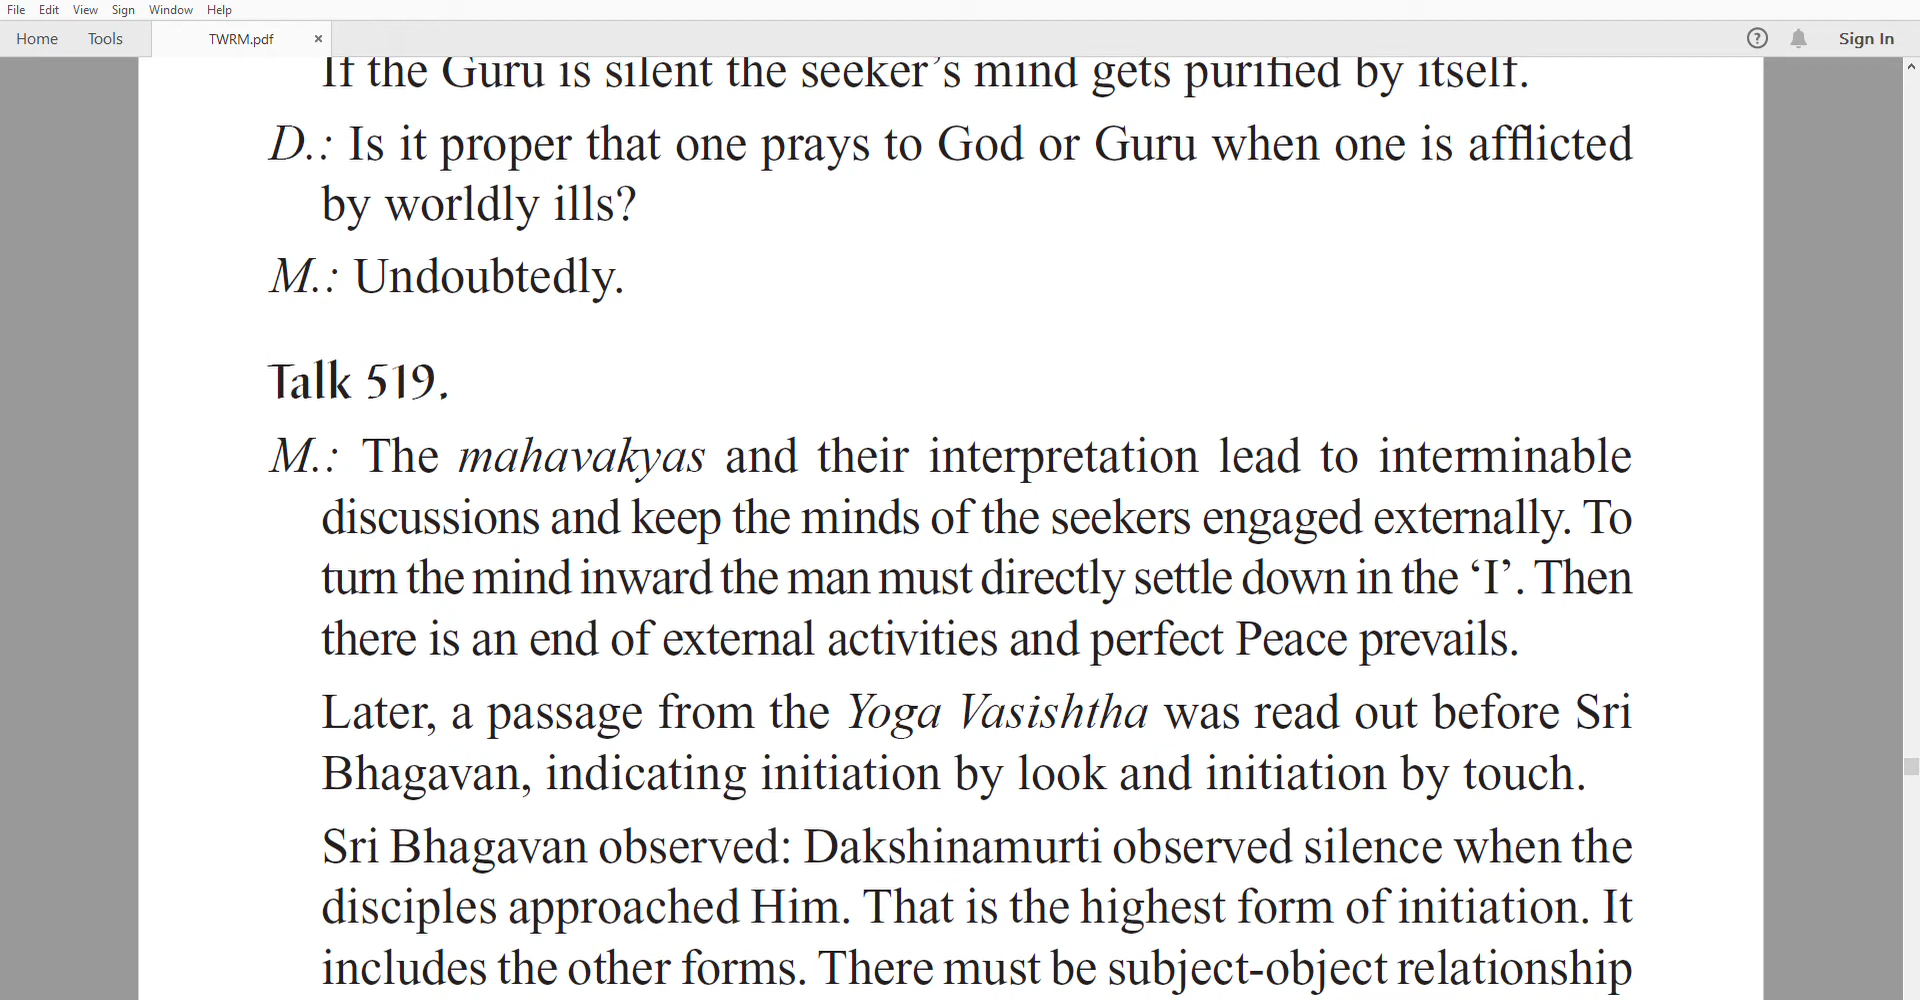 File Edit View Sign Window Help
Home Tools TWRM.pdf × ? Sign In
If the Guru is silent the seeker’s mind gets purified by itself.
D.: Is it proper that one prays to God or Guru when one is afflicted
by worldly ills?
M.: Undoubtedly.
Talk 519.
M.: The mahavakyas and their interpretation lead to interminable
discussions and keep the minds of the seekers engaged externally. To
turn the mind inward the man must directly settle down in the ‘I’. Then
there is an end of external activities and perfect Peace prevails.
Later, a passage from the Yoga Vasishtha was read out before Sri
Bhagavan, indicating initiation by look and initiation by touch.
Sri Bhagavan observed: Dakshinamurti observed silence when the
disciples approached Him. That is the highest form of initiation. It
includes the other forms. There must be subject-object relationship